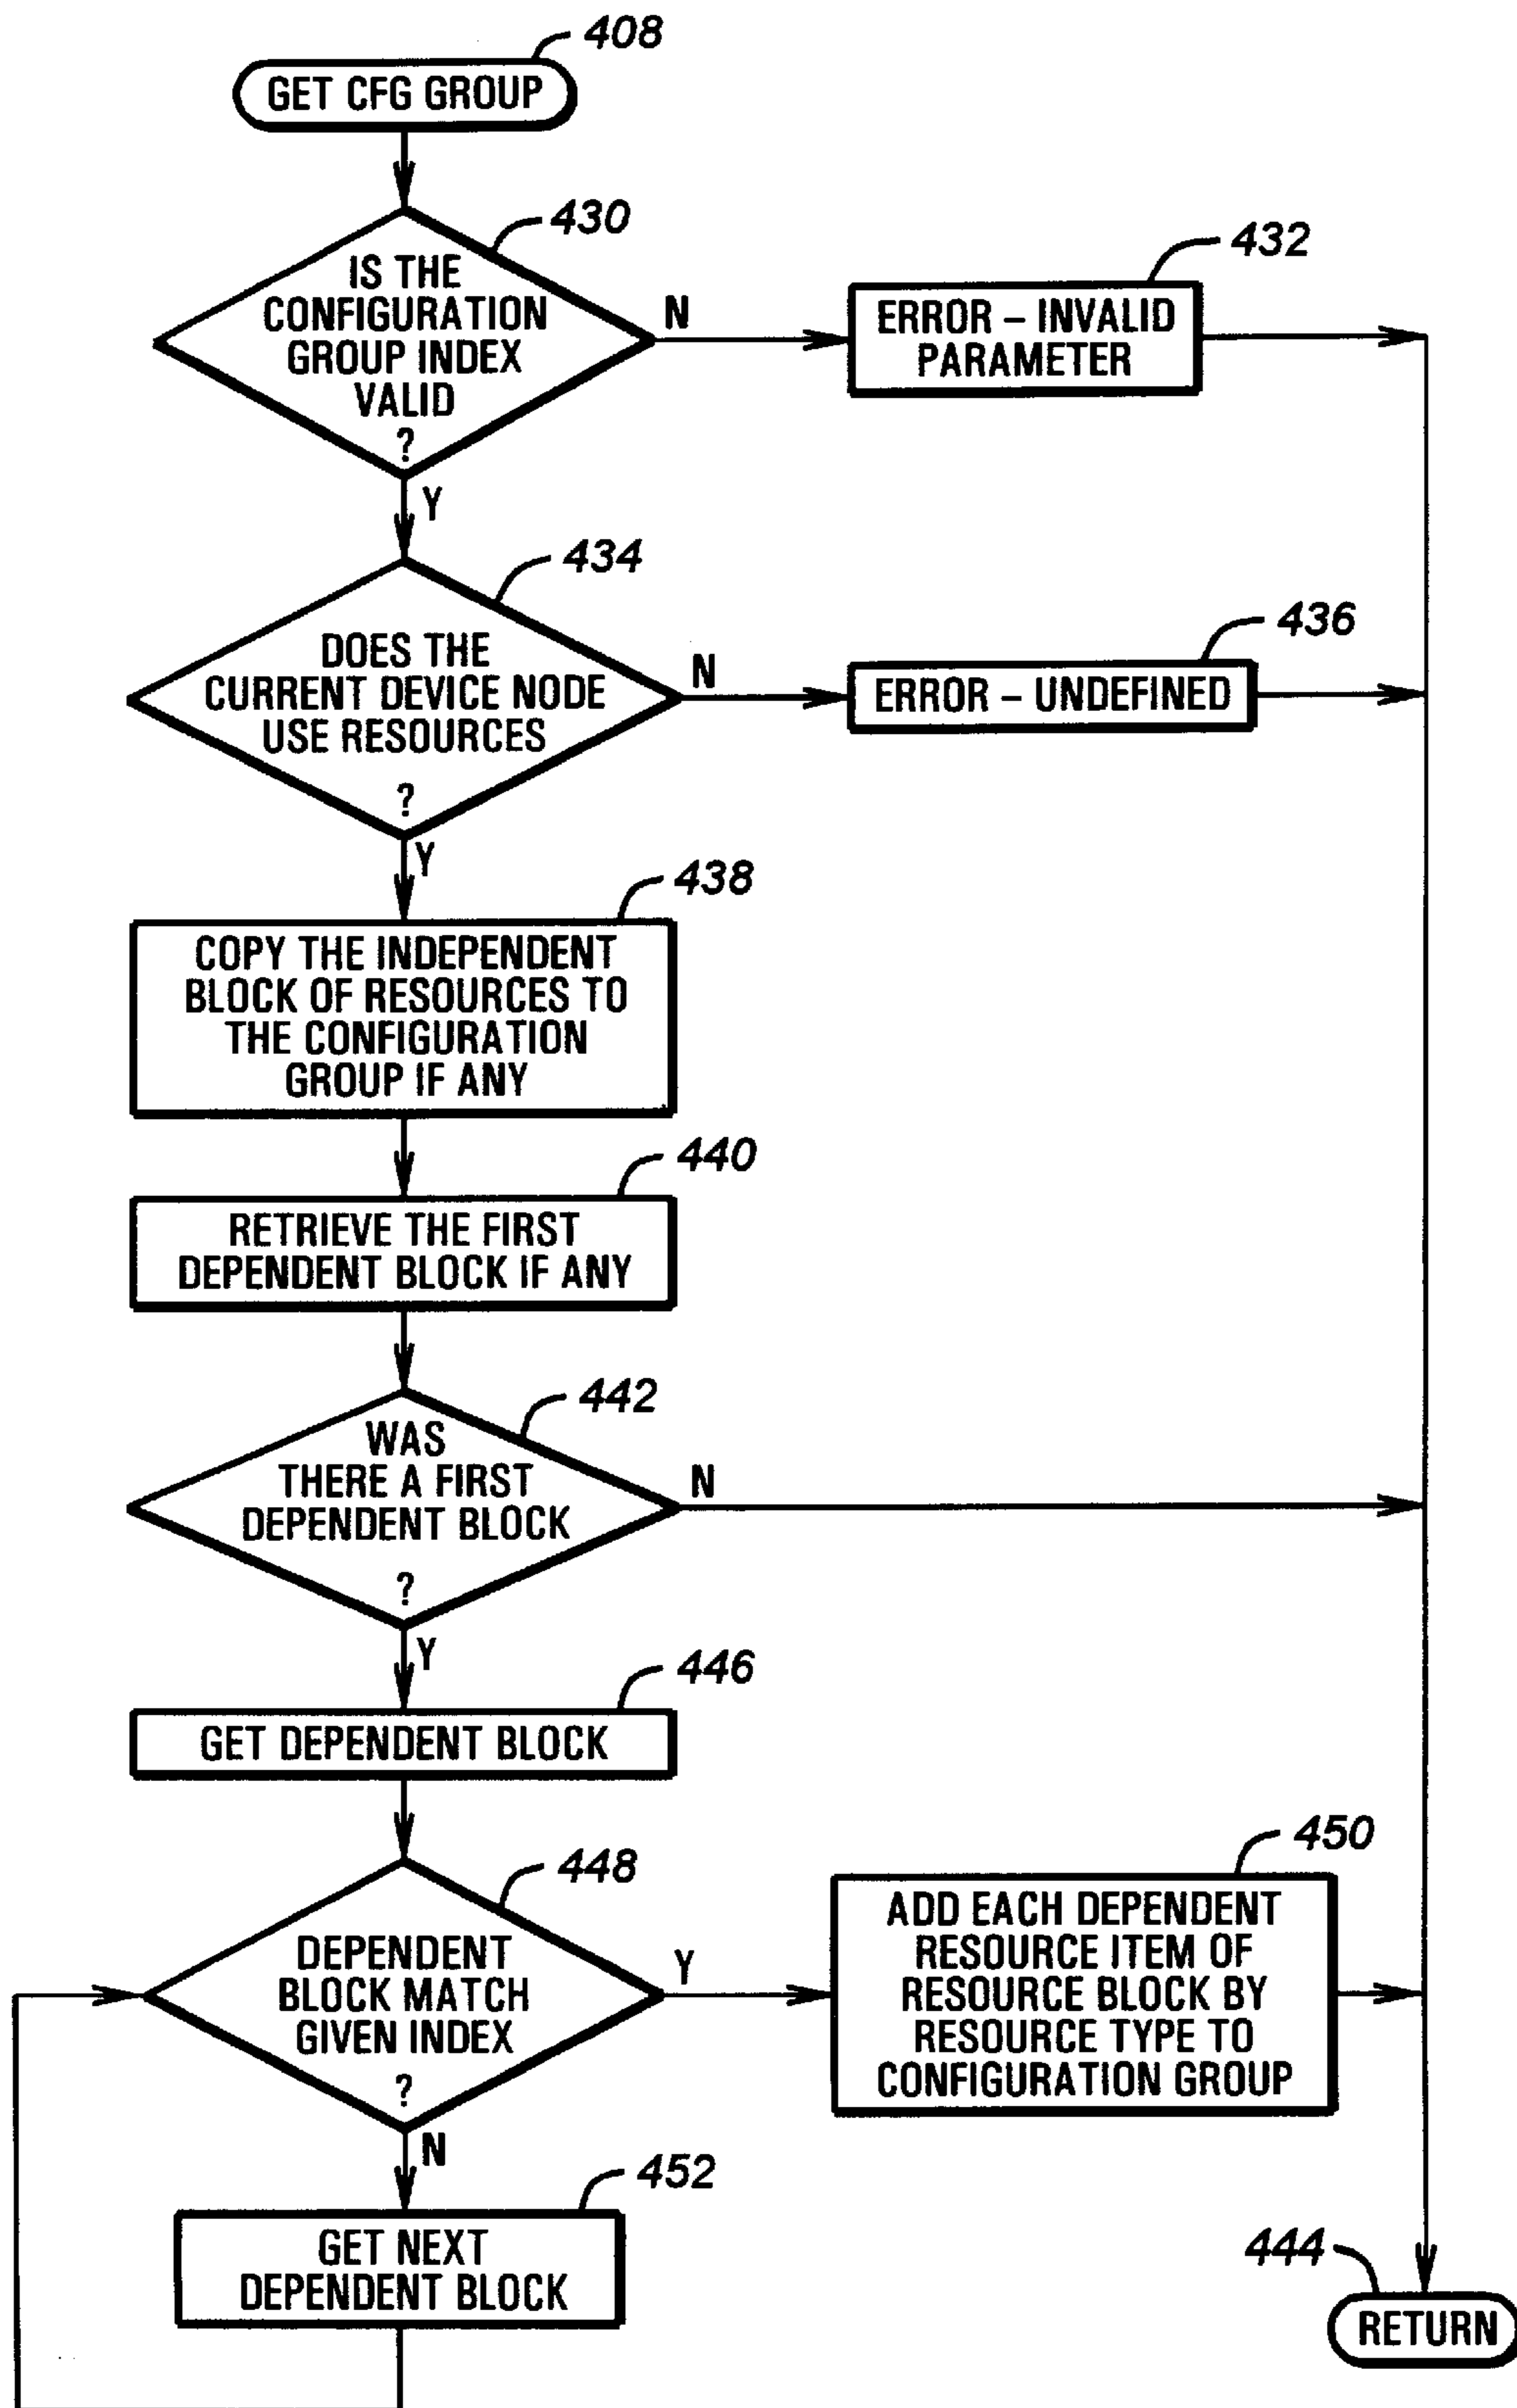 408
GET CFG GROUP
430
IS THE
CONFIGURATION
GROUP INDEX
VALID
?
N
432
ERROR – INVALID
PARAMETER
Y
434
DOES THE
CURRENT DEVICE NODE
USE RESOURCES
?
N
436
ERROR – UNDEFINED
Y
438
COPY THE INDEPENDENT
BLOCK OF RESOURCES TO
THE CONFIGURATION
GROUP IF ANY
440
RETRIEVE THE FIRST
DEPENDENT BLOCK IF ANY
442
WAS
THERE A FIRST
DEPENDENT BLOCK
?
N
Y
446
GET DEPENDENT BLOCK
448
DEPENDENT
BLOCK MATCH
GIVEN INDEX
?
Y
450
ADD EACH DEPENDENT
RESOURCE ITEM OF
RESOURCE BLOCK BY
RESOURCE TYPE TO
CONFIGURATION GROUP
N
452
GET NEXT
DEPENDENT BLOCK
444
RETURN